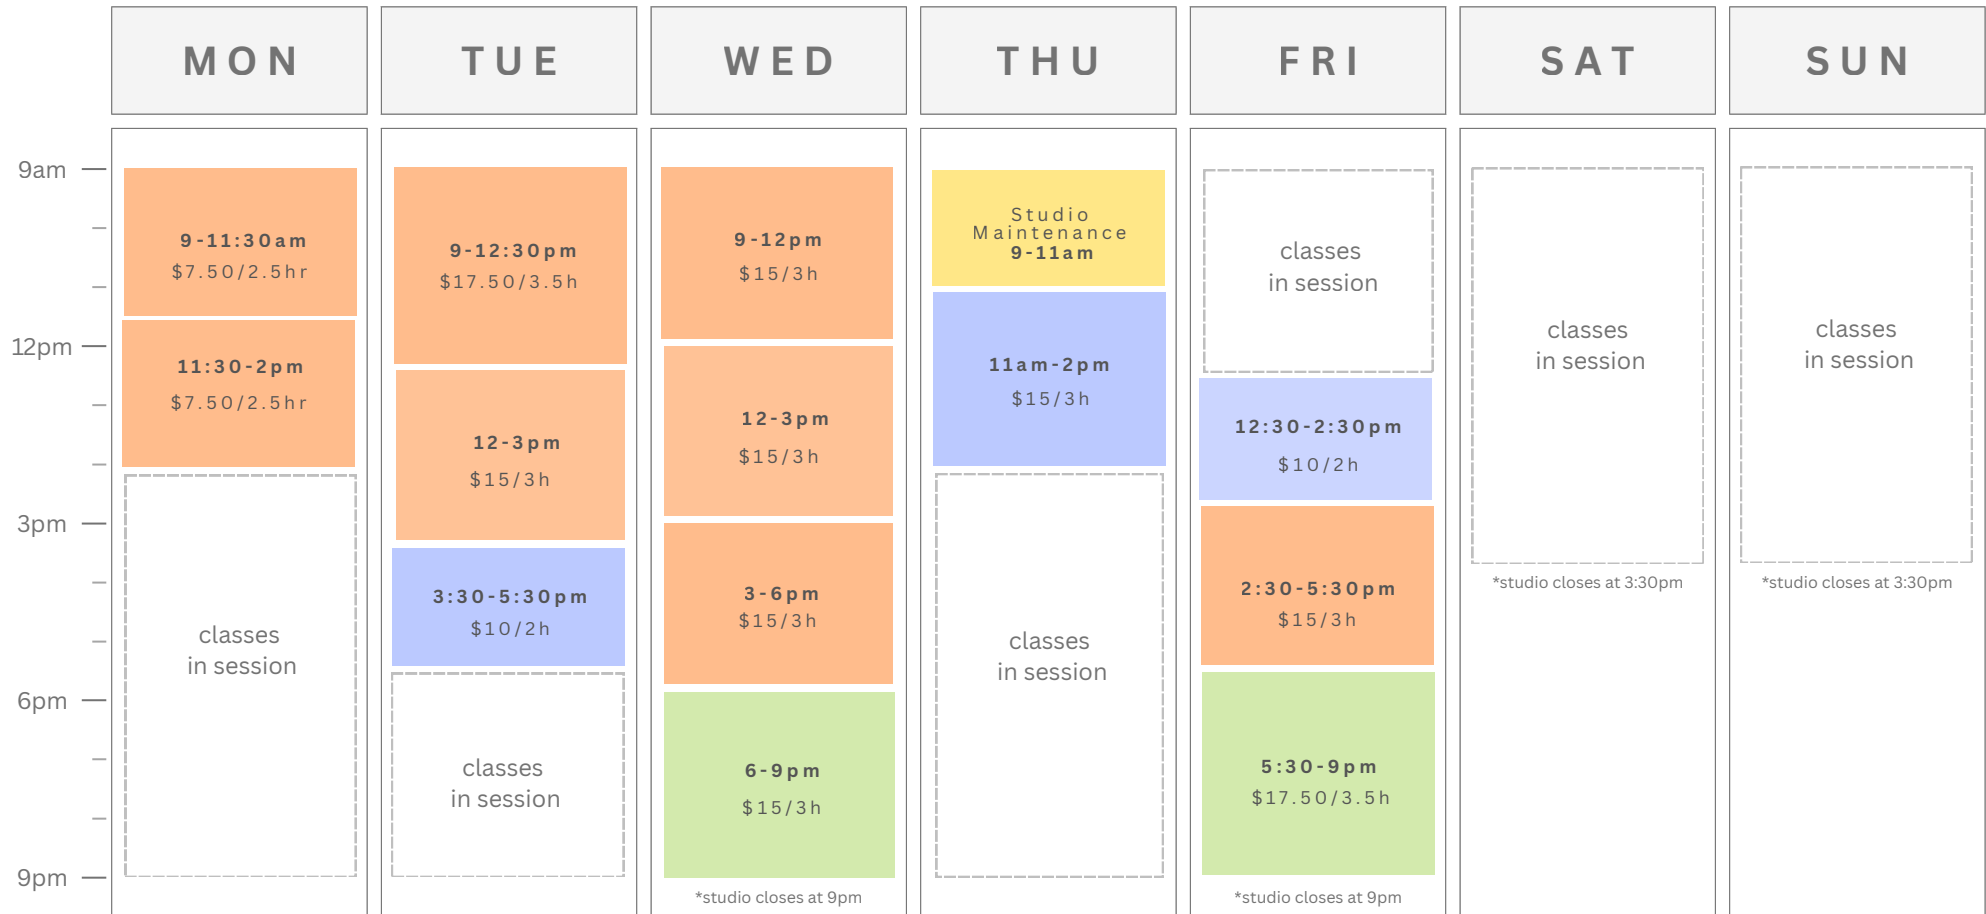 MON
TUE
WED
THU
FRI
SAT
SUN
9am
12pm
3pm
6pm
9pm
9-11:30am
$7.50/2.5hr
11:30-2pm
$7.50/2.5hr
classes
in session
9-12:30pm
$17.50/3.5h
12-3pm
$15/3h
3:30-5:30pm
$10/2h
classes
in session
9-12pm
$15/3h
12-3pm
$15/3h
3-6pm
$15/3h
6-9pm
$15/3h
*studio closes at 9pm
Studio
Maintenance
9-11am
11am-2pm
$15/3h
classes
in session
classes
in session
12:30-2:30pm
$10/2h
2:30-5:30pm
$15/3h
5:30-9pm
$17.50/3.5h
*studio closes at 9pm
classes
in session
*studio closes at 3:30pm
classes
in session
*studio closes at 3:30pm